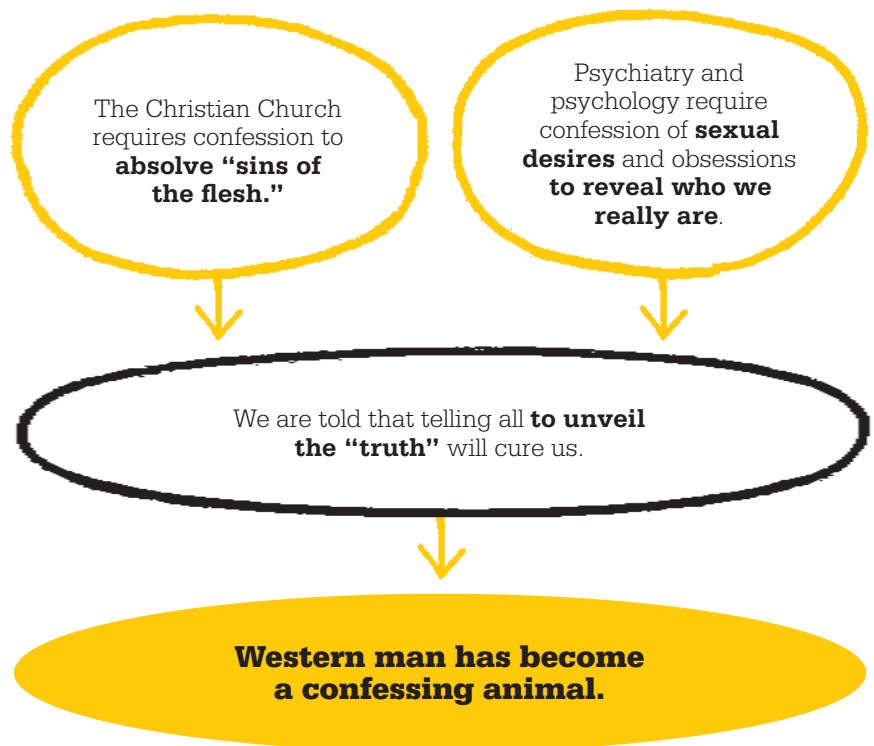 The Christian Church
requires confession to
absolve “sins of
the flesh.”
Psychiatry and
psychology require
confession of sexual
desires and obsessions
to reveal who we
really are.
We are told that telling all to unveil
the “truth” will cure us.
Western man has become
a confessing animal.